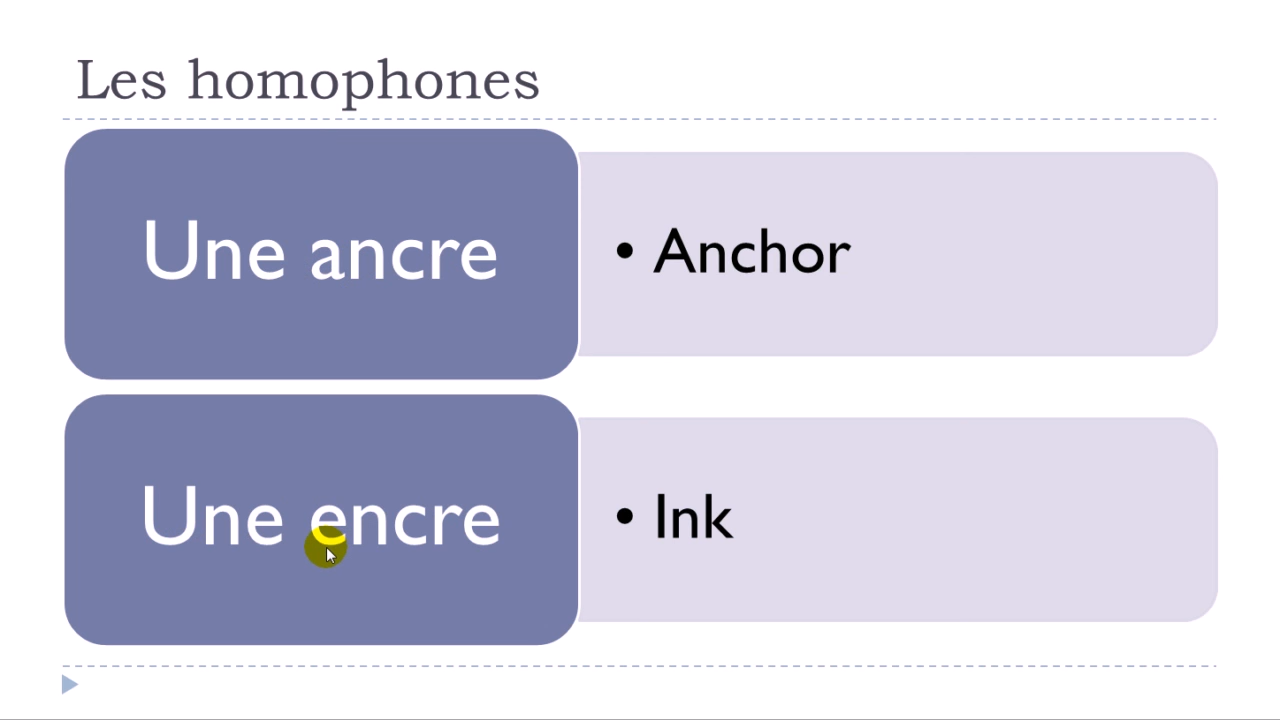 Les homophones
Une ancre
• Anchor
Une encre
• Ink